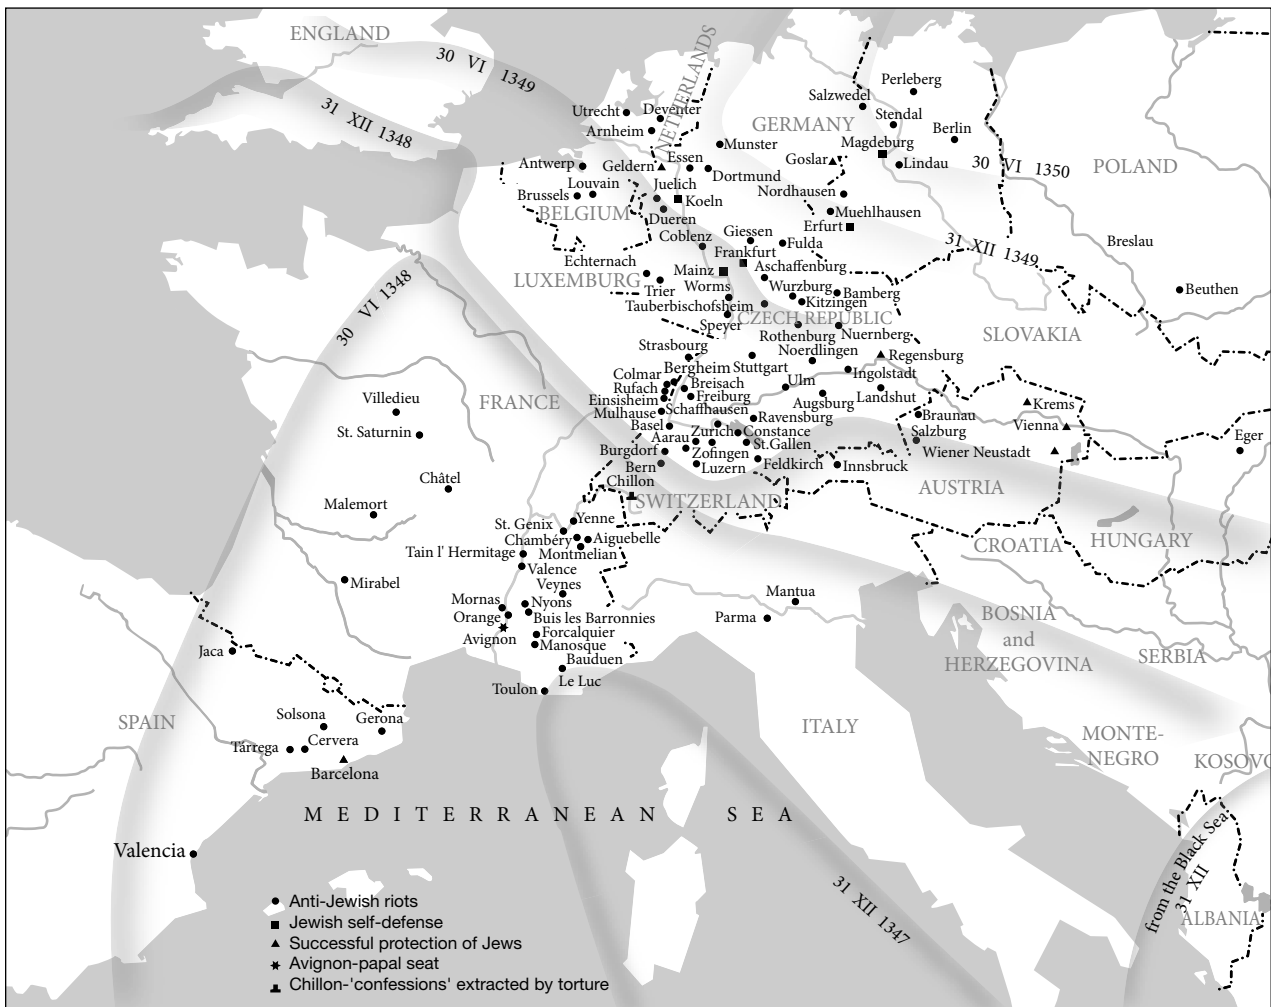 ENGLAND
30 VI 1349
31 XII 1348
NETHERLANDS
Perleberg
Salzwedel
Utrecht
Deventer
Stendal
Arnheim
GERMANY
Berlin
Munster
Magdeburg
Antwerp
Geldern
Essen
Goslar
Lindau
30 VI 1350
POLAND
Dortmund
Louvain
Juelich
Brussels
Koeln
Nordhausen
BELGIUM
Dueren
Muehlhausen
Erfurt
Coblenz
Giessen
Fulda
31 XII 1349
Breslau
Frankfurt
Echternach
Mainz
Aschaffenburg
LUXEMBURG
Trier
Worms
Wurzburg
Bamberg
Beuthen
30 VI 1348
Tauberbischofsheim
Kitzingen
CZECH REPUBLIC
Speyer
Rothenburg
Nuernberg
SLOVAKIA
Strasbourg
Noerdlingen
Regensburg
Bergheim
Stuttgart
Colmar
Ingolstadt
Rufach
Breisach
Ulm
Einsisheim
Freiburg
Landshut
Villedieu
FRANCE
Augsburg
Krems
Mulhause
Schaffhausen
Ravensburg
Braunau
Vienna
St. Saturnin
Basel
Zurich
Constance
Salzburg
Eger
Aarau
St.Gallen
Burgdorf
Zofingen
Wiener Neustadt
Bern
Luzern
Feldkirch
Innsbruck
Châtel
Chillon
AUSTRIA
Malemort
SWITZERLAND
St. Genix
Yenne
Chambéry
Aiguebelle
CROATIA
HUNGARY
Tain l' Hermitage
Montmelian
Valence
Mirabel
Veynes
Mantua
Mornas
Nyons
Orange
Buis les Barronnies
Parma
BOSNIA
and
HERZEGOVINA
Avignon
Forcalquier
Manosque
Jaca
Bauduen
SERBIA
Le Luc
Toulon
SPAIN
Solsona
Gerona
ITALY
Tárrega
Cervera
MONTE-
NEGRO
KOSOVO
Barcelona
MEDITERRANEAN SEA
Valencia
from the Black Sea
31 XII
31 XII 1347
ALBANIA
Anti-Jewish riots
Jewish self-defense
Successful protection of Jews
Avignon-papal seat
Chillon-'confessions' extracted by torture